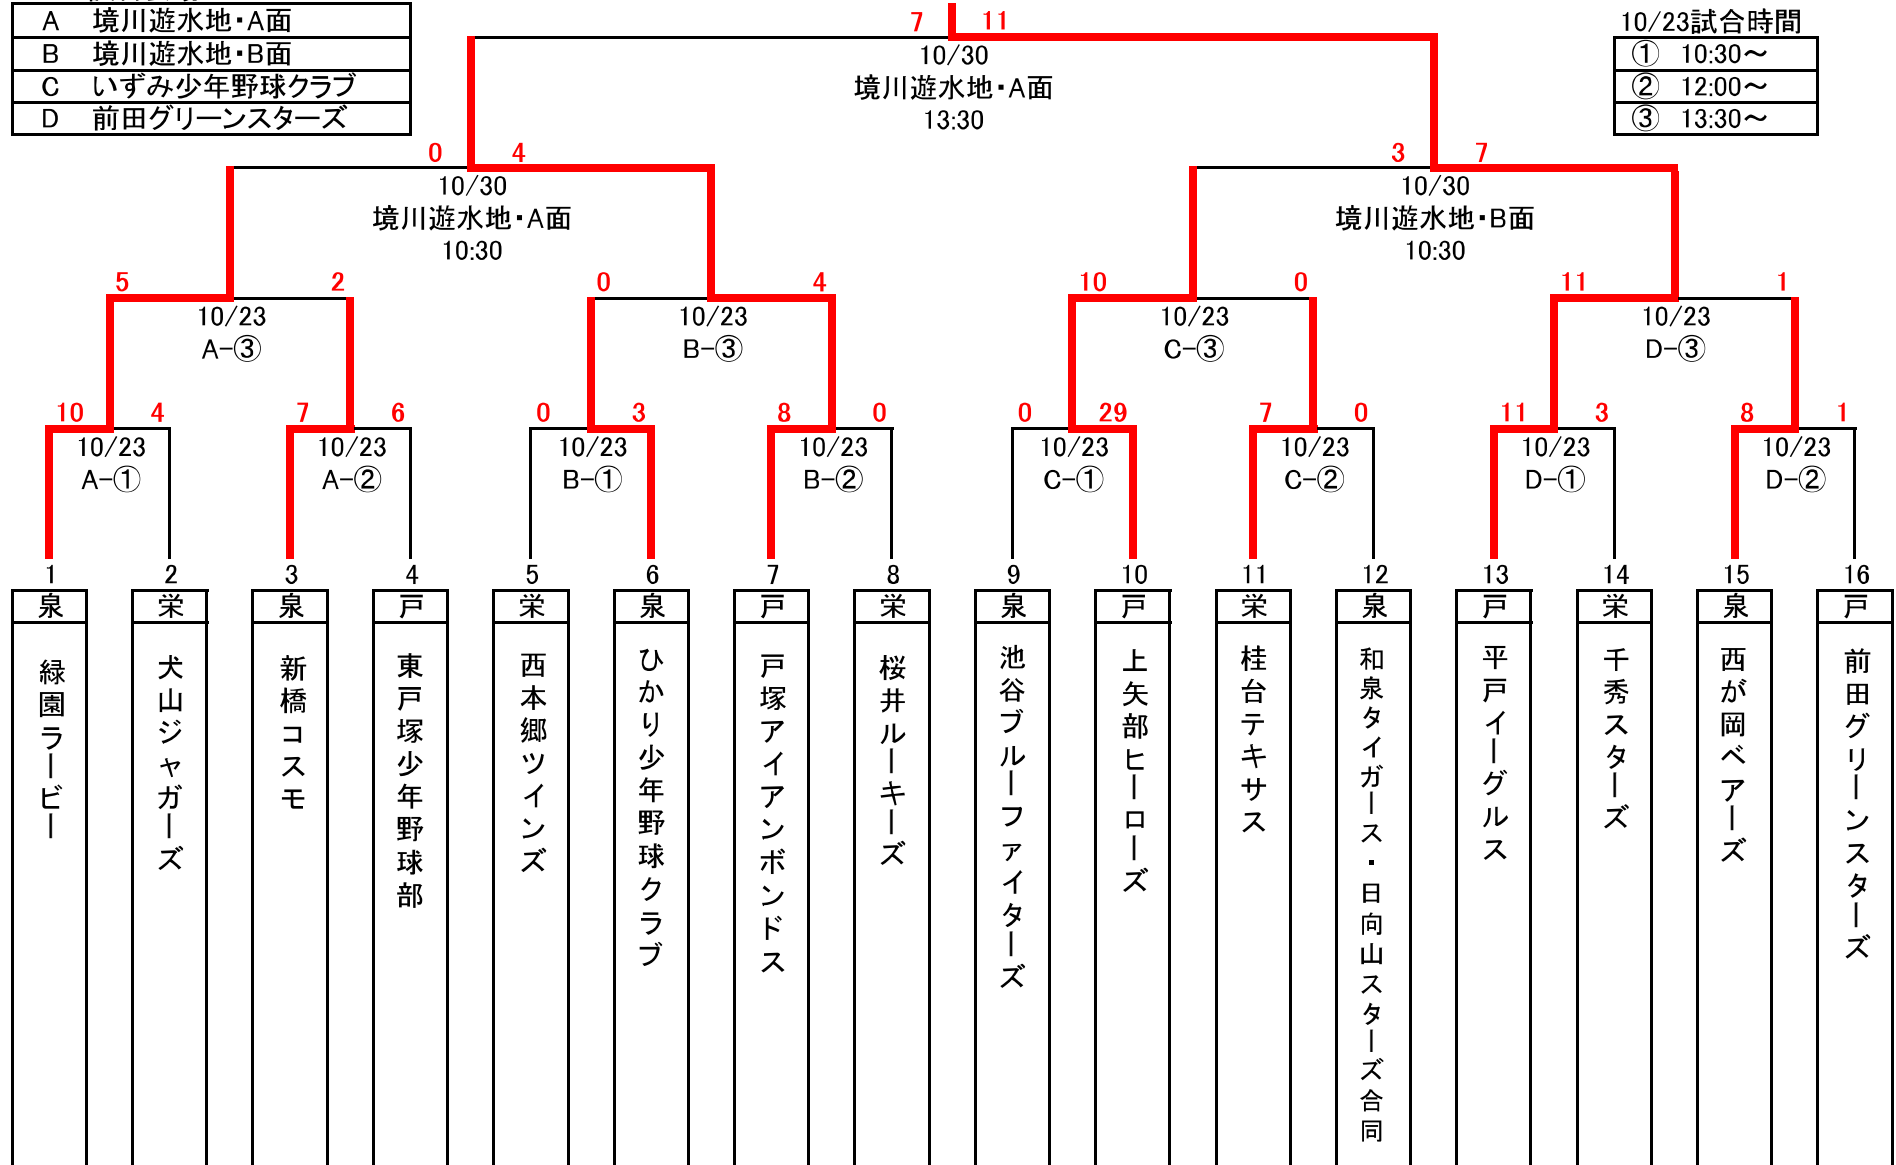 A 境川遊水地・A面
B 境川遊水地・B面
C いずみ少年野球クラブ
D 前田グリーンスターズ
10/23試合時間
① 10:30～
② 12:00～
③ 13:30～
7 11
10/30
境川遊水地・A面
13:30
0 4
10/30
境川遊水地・A面
10:30
3 7
10/30
境川遊水地・B面
10:30
5 2
10/23
A-③
0 4
10/23
B-③
10 0
10/23
C-③
11 1
10/23
D-③
10 4
10/23
A-①
7 6
10/23
A-②
0 3
10/23
B-①
8 0
10/23
B-②
0 29
10/23
C-①
7 0
10/23
C-②
11 3
10/23
D-①
8 1
10/23
D-②
1
泉
緑園ラービー
2
栄
犬山ジャガーズ
3
泉
新橋コスモ
4
戸
東戸塚少年野球部
5
栄
西本郷ツインズ
6
泉
ひかり少年野球クラブ
7
戸
戸塚アイアンボンドス
8
栄
桜井ルーキーズ
9
泉
池谷ブルーファイターズ
10
戸
上矢部ヒーローズ
11
栄
桂台テキサス
12
泉
和泉タイガース・日向山スターズ合同
13
戸
平戸イーグルス
14
栄
千秀スターズ
15
泉
西が岡ベアーズ
16
戸
前田グリーンスターズ